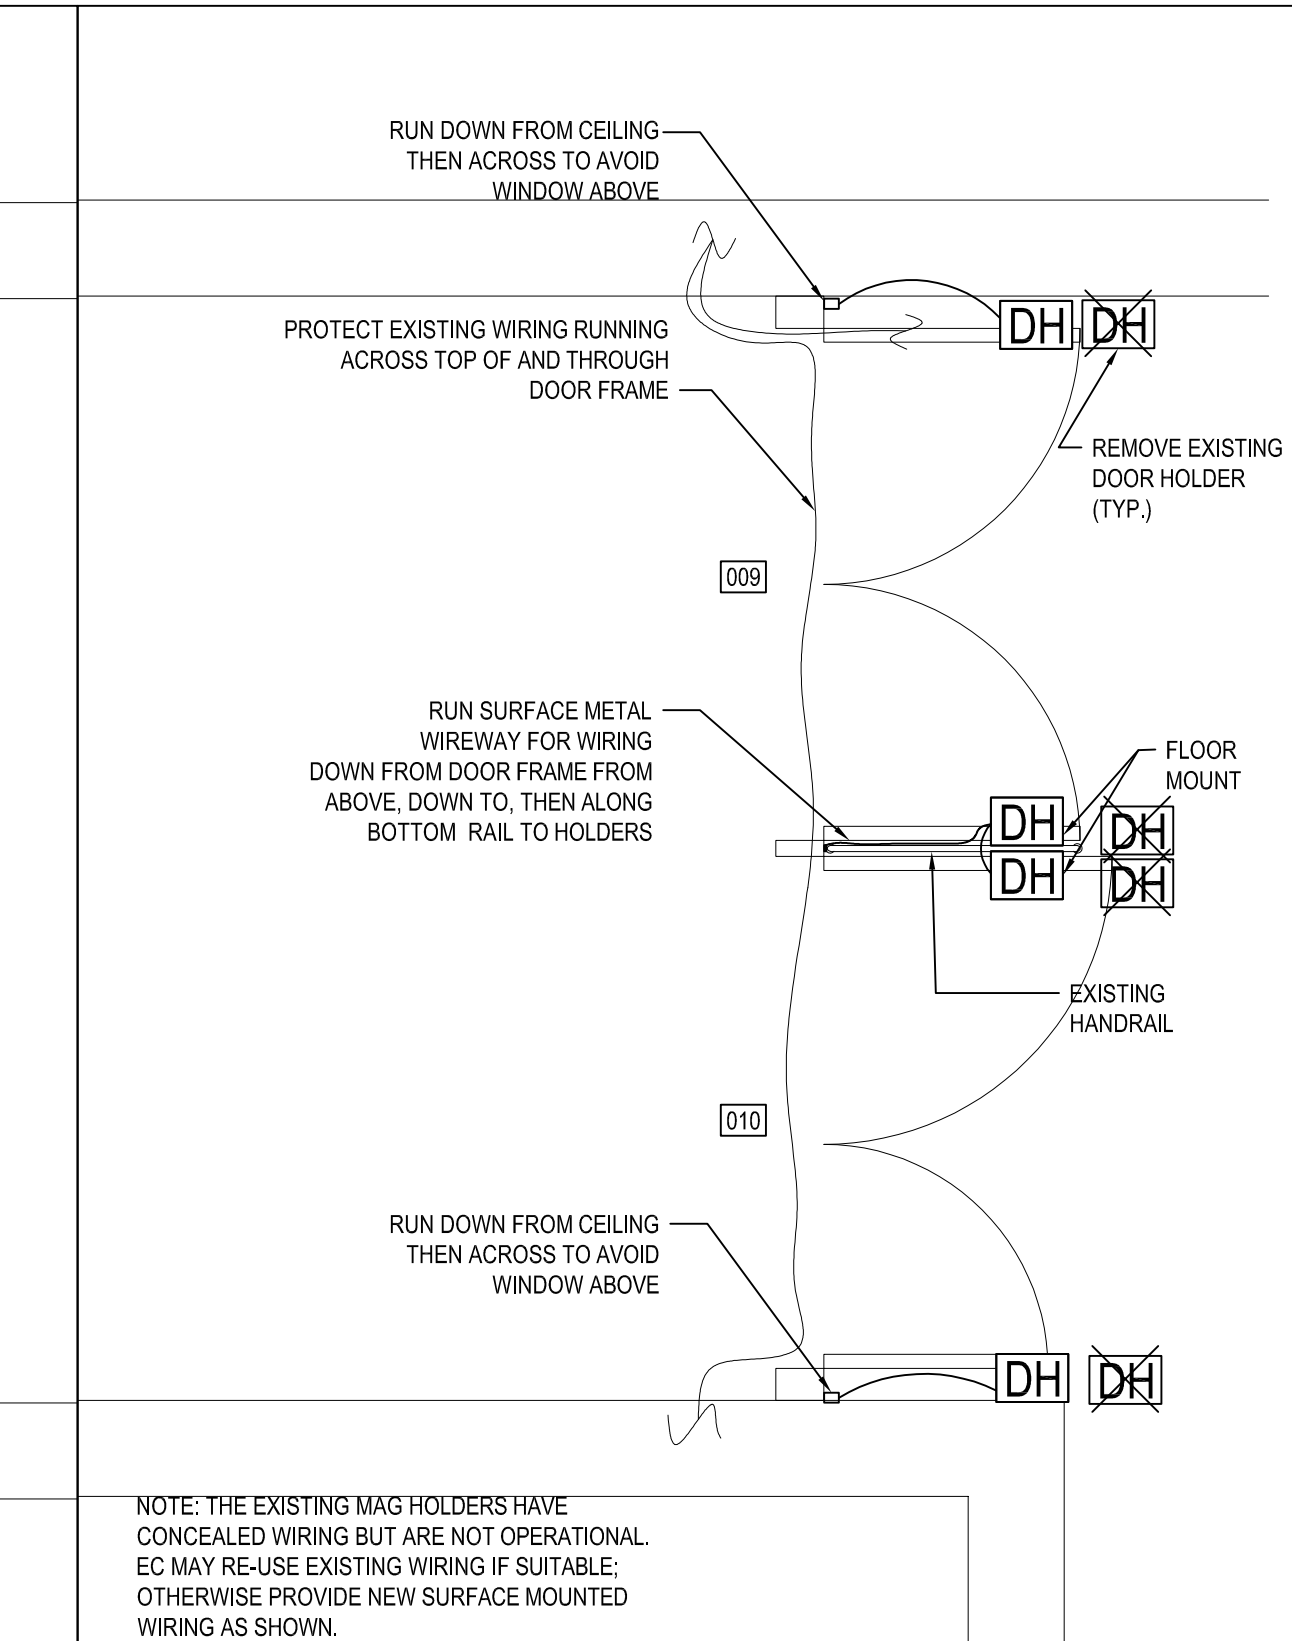 RUN DOWN FROM CEILING
THEN ACROSS TO AVOID
WINDOW ABOVE
PROTECT EXISTING WIRING RUNNING
ACROSS TOP OF AND THROUGH
DOOR FRAME
DH
DH
REMOVE EXISTING
DOOR HOLDER
(TYP.)
009
RUN SURFACE METAL
WIREWAY FOR WIRING
DOWN FROM DOOR FRAME FROM
ABOVE, DOWN TO, THEN ALONG
BOTTOM RAIL TO HOLDERS
FLOOR
MOUNT
DH
DH
DH
DH
EXISTING
HANDRAIL
010
RUN DOWN FROM CEILING
THEN ACROSS TO AVOID
WINDOW ABOVE
DH
DH
NOTE: THE EXISTING MAG HOLDERS HAVE
CONCEALED WIRING BUT ARE NOT OPERATIONAL.
EC MAY RE-USE EXISTING WIRING IF SUITABLE;
OTHERWISE PROVIDE NEW SURFACE MOUNTED
WIRING AS SHOWN.